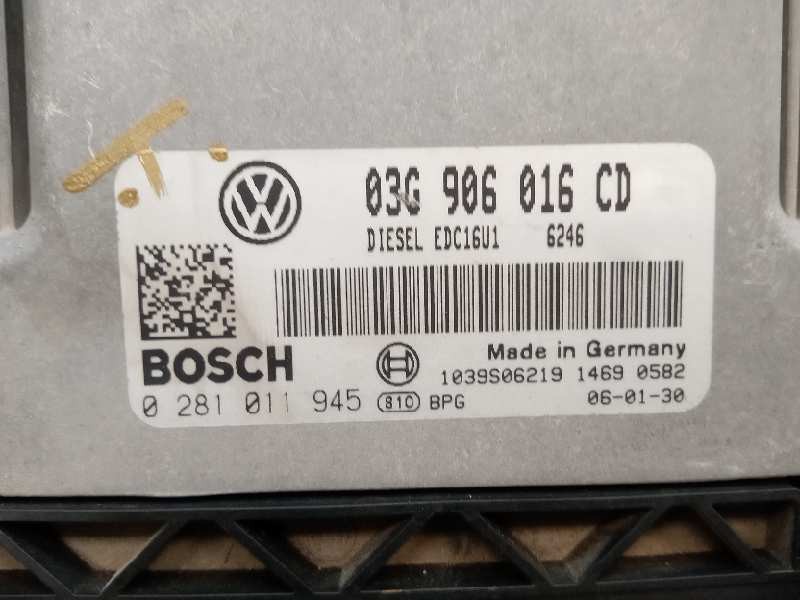 03G 906 016 CD
DIESEL EDC16U1 6246
BOSCH
Made in Germany
1039S06219 1469 0582
0 281 011 945 810 BPG 06-01-30